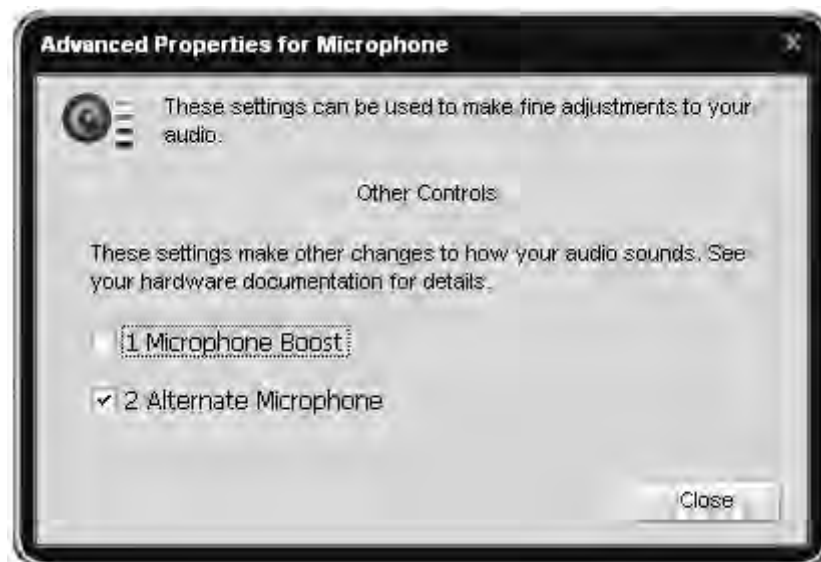 Advanced Properties for Microphone
These settings can be used to make fine adjustments to your
audio.
Other Controls
These settings make other changes to how your audio sounds. See
your hardware documentation for details.
1 Microphone Boost
2 Alternate Microphone
Close